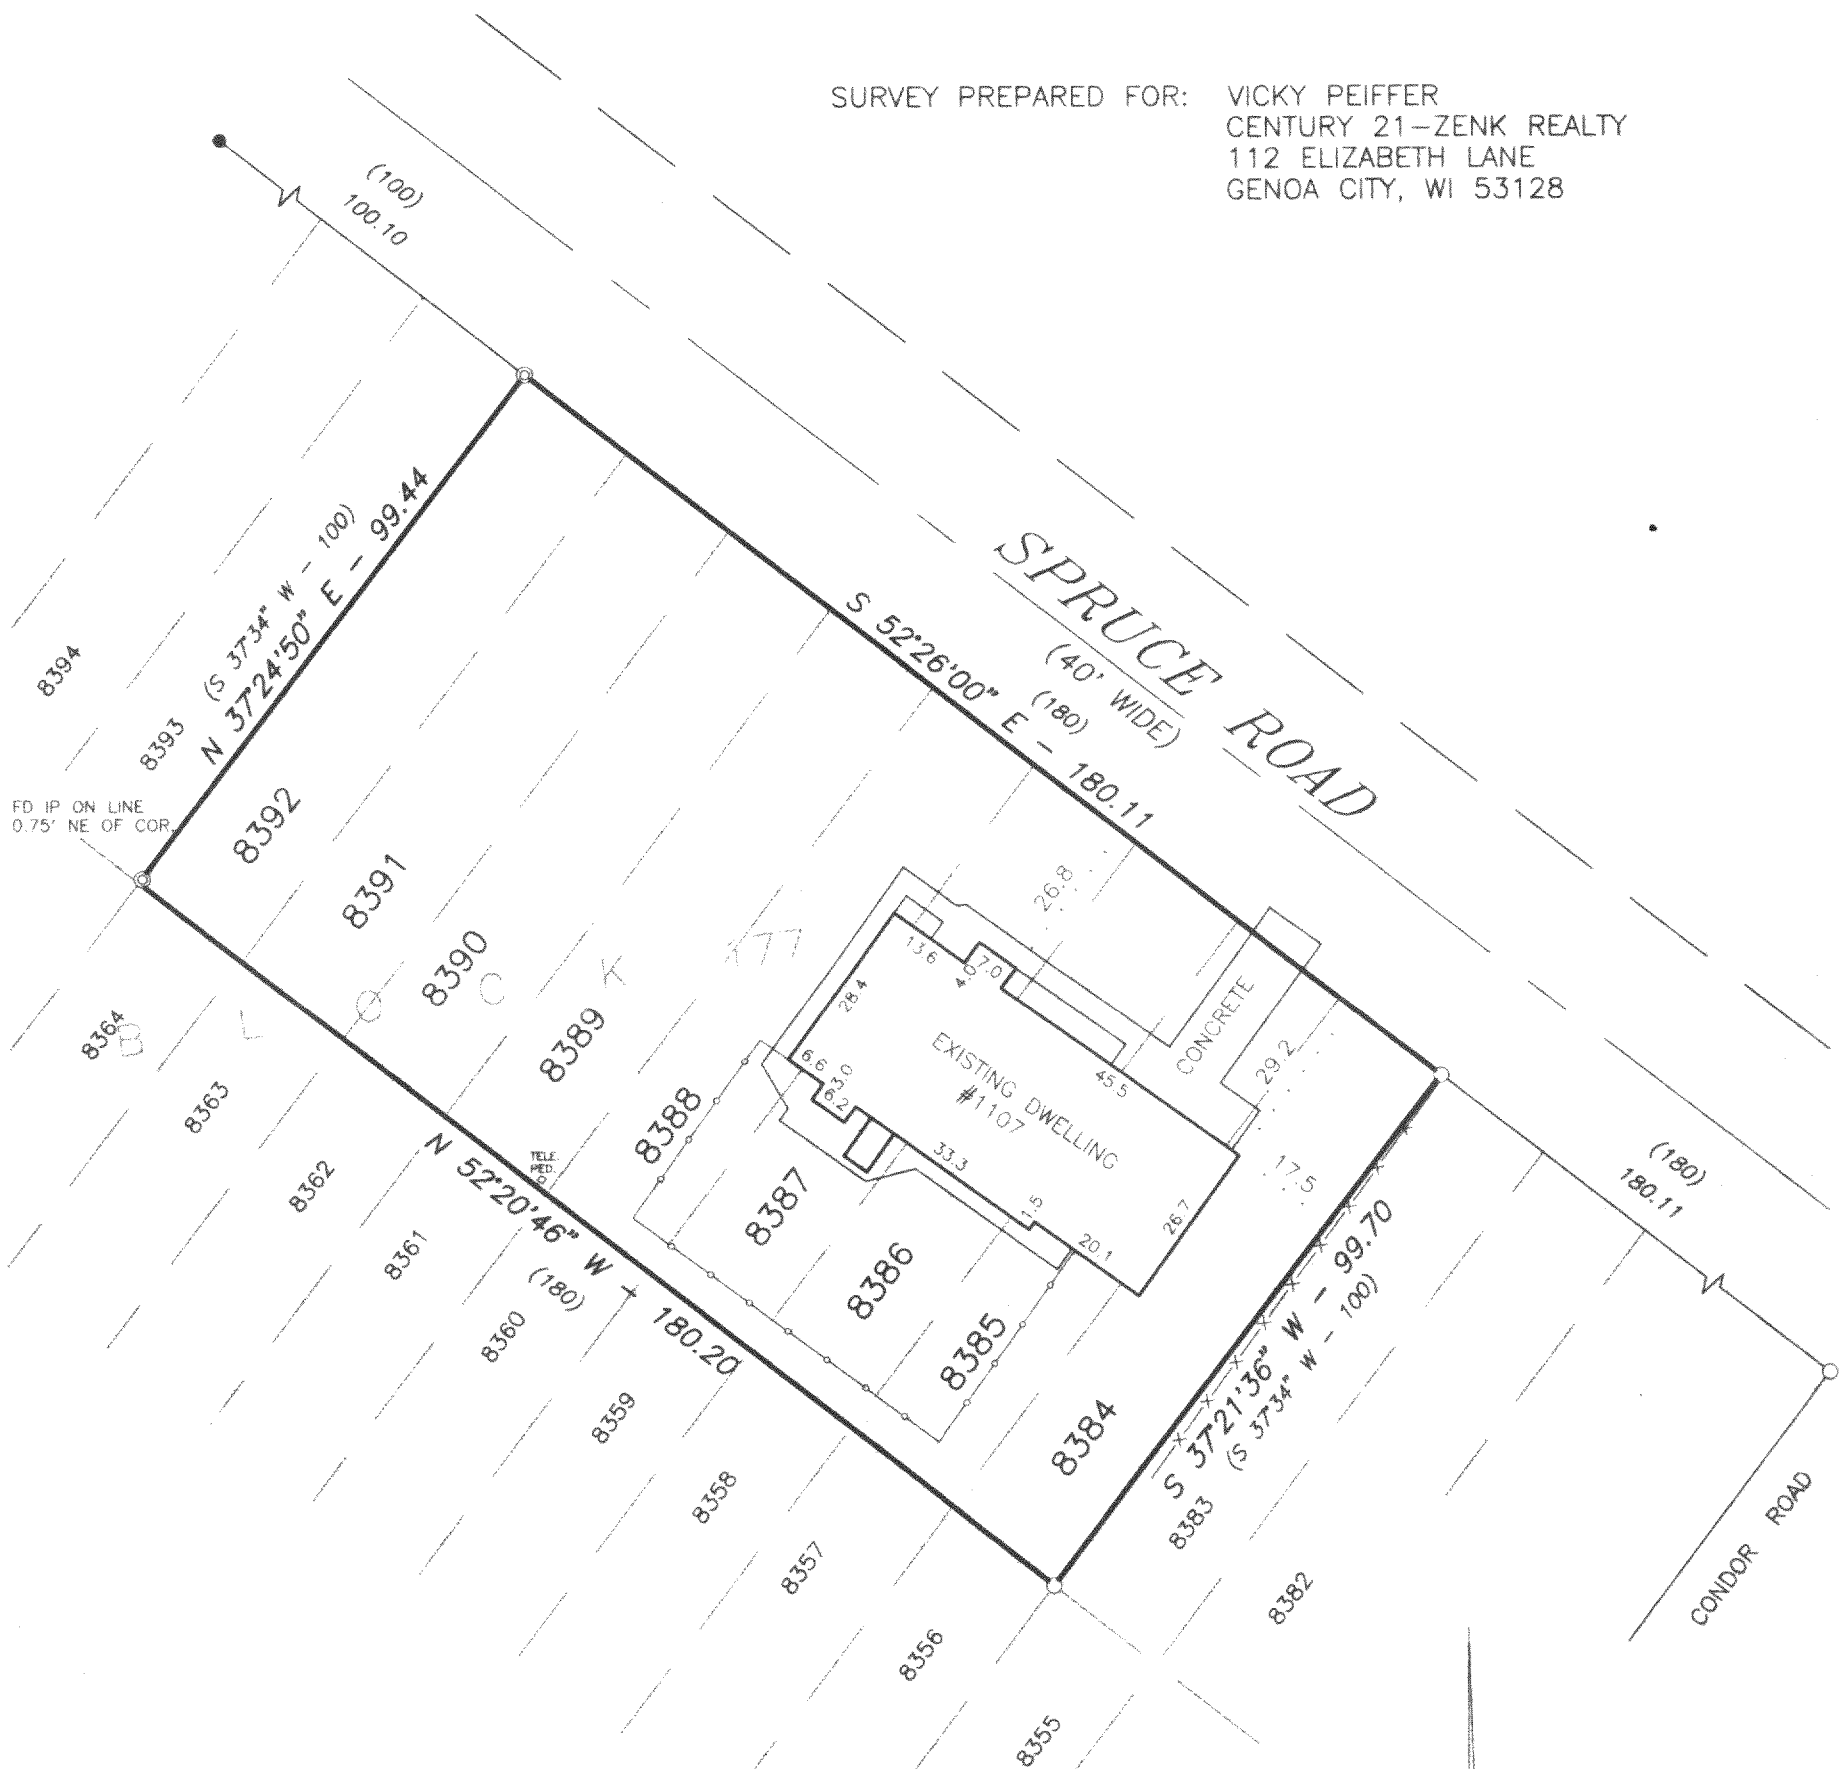 SURVEY PREPARED FOR: VICKY PEIFFER
CENTURY 21-ZENK REALTY
112 ELIZABETH LANE
GENOA CITY, WI 53128
(100)
100.10
SPRUCE ROAD
(40' WIDE)
S 52°26'00" E - 180.11
(180)
(S 37°34" W - 100)
N 37°24'50" E - 99.44
8394
8393
FD IP ON LINE
0.75' NE OF COR.
8392
8391
8390
8389
8388
8387
8386
8385
8384
BLOCK
26.8
13.6
4.0
7.0
28.4
CONCRETE
29.2
45.5
EXISTING DWELLING
#1107
6.6
3.0
6.2
33.3
1.5
20.1
26.7
17.5
TELE.
PED.
N 52°20'46" W - 180.20
(180)
S 37°21'36" W - 99.70
(S 37°34" W - 100)
(180)
180.11
CONDOR ROAD
8364
8363
8362
8361
8360
8359
8358
8357
8356
8355
8383
8382